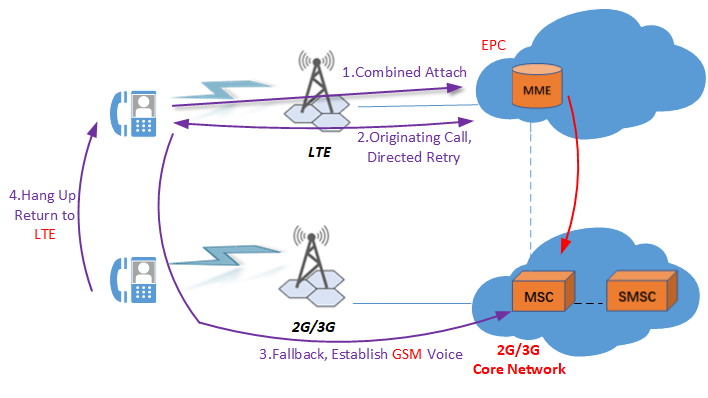 EPC
1.Combined Attach
MME
2.Originating Call,
Directed Retry
LTE
4.Hang Up
Return to
LTE
MSC
SMSC
2G/3G
3.Fallback, Establish GSM Voice
2G/3G
Core Network